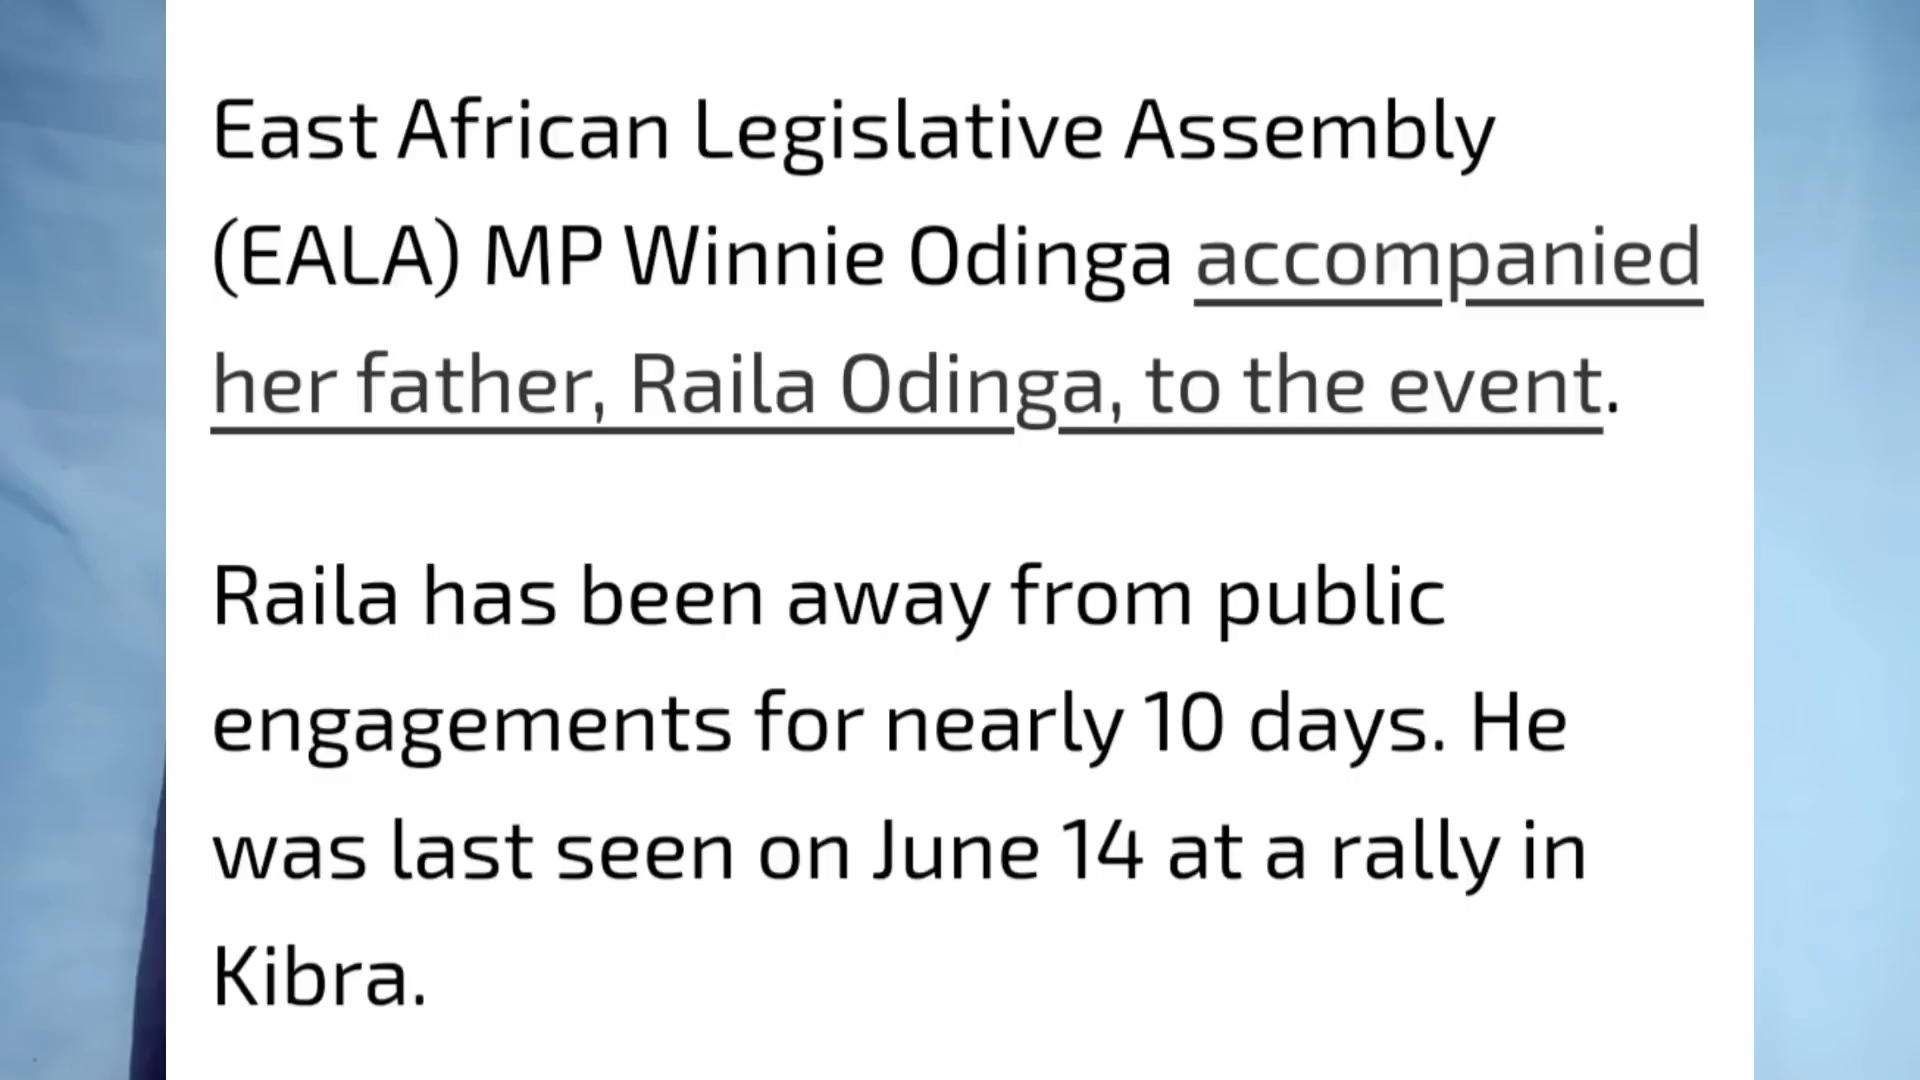 East African Legislative Assembly
(EALA) MP Winnie Odinga accompanied
her father, Raila Odinga, to the event.
Raila has been away from public
engagements for nearly 10 days. He
was last seen on June 14 at a rally in
Kibra.